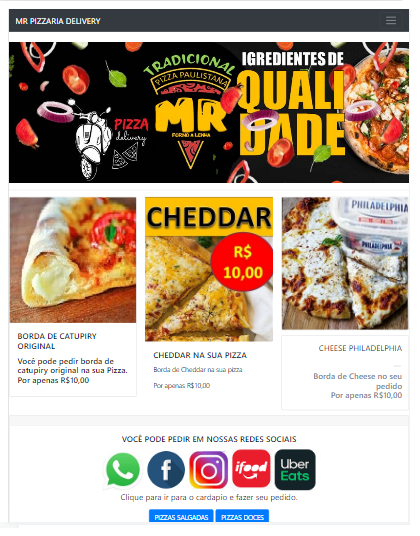 MR PIZZARIA DELIVERY
TRADICIONAL
PIZZA PAULISTANA
MR
FORNO A LENHA
PIZZA
delivery
IGREDIENTES DE
QUALI
DADE
CHEDDAR
R$
10,00
PHILADELPHIA
PHILADELPHIA
BORDA DE CATUPIRY
ORIGINAL
Você pode pedir borda de
catupiry original na sua Pizza.
Por apenas R$10,00
CHEDDAR NA SUA PIZZA
Borda de Cheddar na sua pizza
Por apenas R$10,00
CHEESE PHILADELPHIA
...
Borda de Cheese no seu
pedido
Por apenas R$10,00
VOCÊ PODE PEDIR EM NOSSAS REDES SOCIAIS
f
ifood
Uber
Eats
Clique para ir para o cardapio e fazer seu pedido.
PIZZAS SALGADAS PIZZAS DOCES